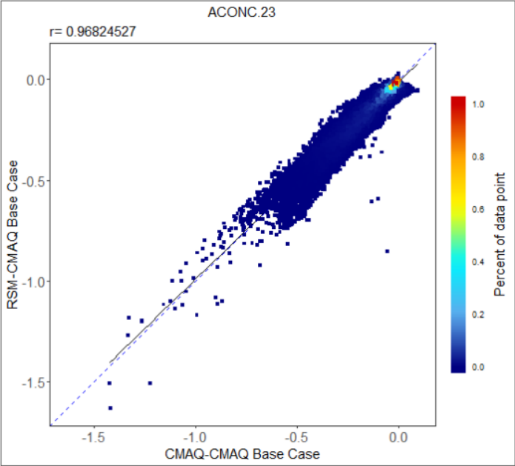 ACONC.23
r= 0.96824527
0.0
-0.5
-1.0
-1.5
RSM-CMAQ Base Case
-1.5 -1.0 -0.5 0.0
CMAQ-CMAQ Base Case
1.0
0.8
0.6
0.4
0.2
0.0
Percent of data point